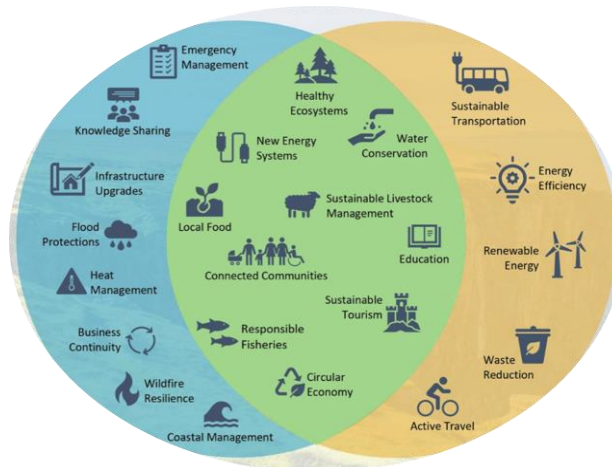 Emergency
Management
Knowledge Sharing
Infrastructure
Upgrades
Flood
Protections
Heat
Management
Business
Continuity
Wildfire
Resilience
Coastal Management
Healthy
Ecosystems
New Energy
Systems
Water
Conservation
Local Food
Sustainable Livestock
Management
Education
Connected Communities
Sustainable
Tourism
Responsible
Fisheries
Circular
Economy
Sustainable
Transportation
Energy
Efficiency
Renewable
Energy
Waste
Reduction
Active Travel